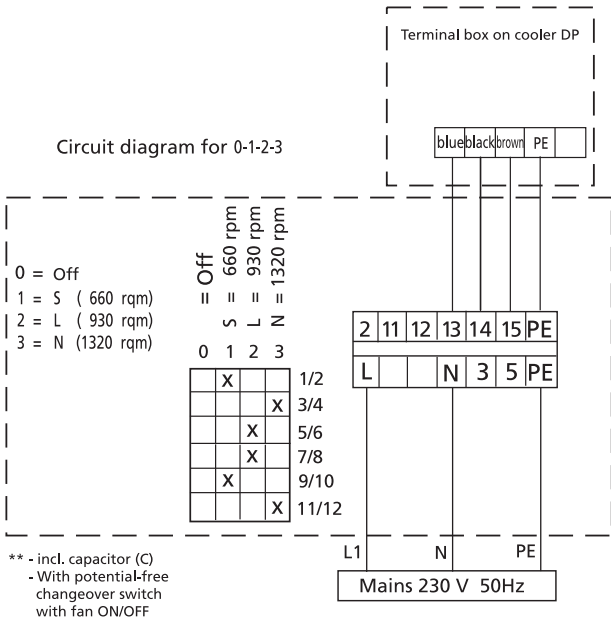 Terminal box on cooler DP
blue black brown PE
Circuit diagram for 0-1-2-3
0 = Off
1 = S ( 660 rqm)
2 = L ( 930 rqm)
3 = N (1320 rqm)
= Off
S = 660 rpm
L = 930 rpm
N = 1320 rpm
0 1 2 3
X 1/2
X 3/4
X 5/6
X 7/8
X 9/10
X 11/12
2 11 12 13 14 15 PE
L N 3 5 PE
L1 N PE
Mains 230 V 50Hz
** - incl. capacitor (C)
- With potential-free
changeover switch
with fan ON/OFF